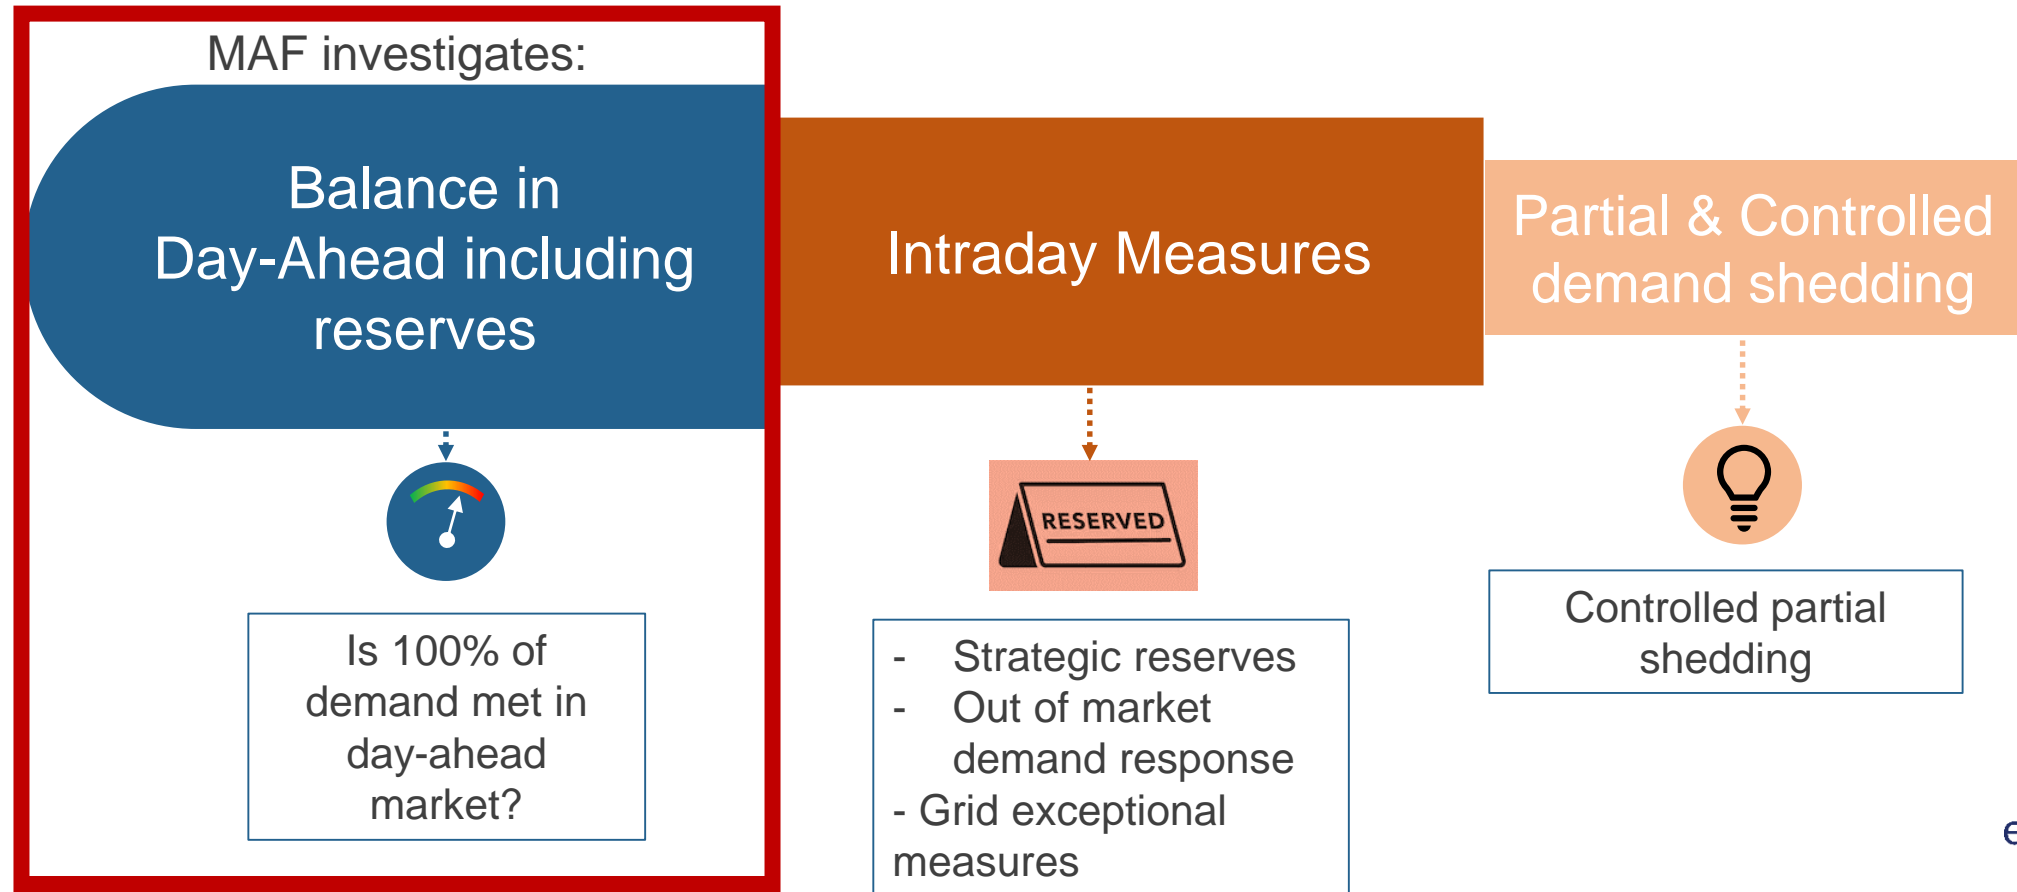 MAF investigates:
Balance in
Day-Ahead including
reserves
Intraday Measures
Partial & Controlled
demand shedding
RESERVED
Is 100% of
demand met in
day-ahead
market?
- Strategic reserves
- Out of market
demand response
- Grid exceptional
measures
Controlled partial
shedding
e